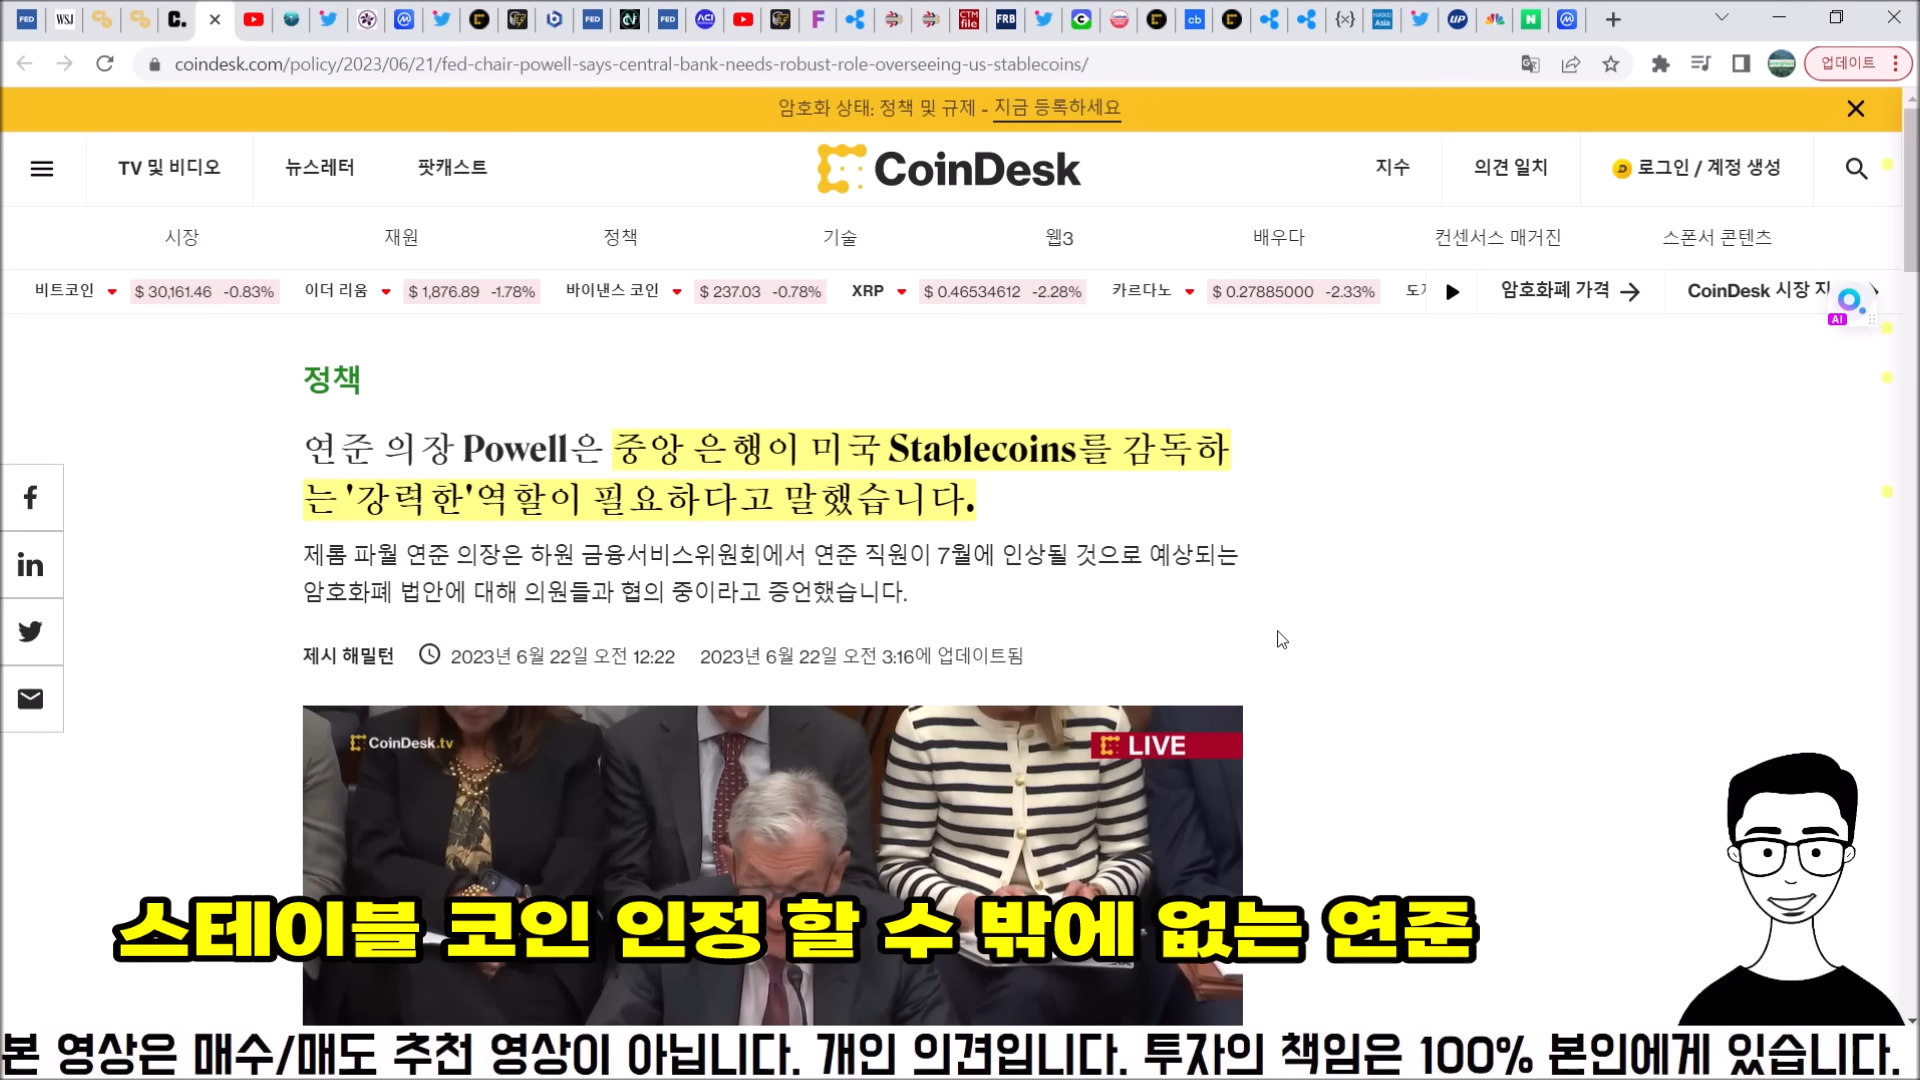 FED WSJ C. FED FED ACI F CTM file FRB cb {x} NIKKEI Asia UP N
coindesk.com/policy/2023/06/21/fed-chair-powell-says-central-bank-needs-robust-role-overseeing-us-stablecoins/ 업데이트
암호화 상태: 정책 및 규제 - 지금 등록하세요
TV 및 비디오 뉴스레터 팟캐스트 CoinDesk 지수 의견 일치 로그인 / 계정 생성
시장 재원 정책 기술 웹3 배우다 컨센서스 매거진 스폰서 콘텐츠
비트코인 $ 30,161.46 -0.83% 이더 리움 $ 1,876.89 -1.78% 바이낸스 코인 $ 237.03 -0.78% XRP $ 0.46534612 -2.28% 카르다노 $ 0.27885000 -2.33% 암호화폐 가격 → CoinDesk 시장 지
AI
정책
연준 의장 Powell은 중앙 은행이 미국 Stablecoins를 감독하
는 '강력한'역할이 필요하다고 말했습니다.
제롬 파월 연준 의장은 하원 금융서비스위원회에서 연준 직원이 7월에 인상될 것으로 예상되는
암호화폐 법안에 대해 의원들과 협의 중이라고 증언했습니다.
제시 해밀턴 2023년 6월 22일 오전 12:22 2023년 6월 22일 오전 3:16에 업데이트됨
CoinDesk.tv LIVE
스테이블 코인 인정 할 수 밖에 없는 연준
본 영상은 매수/매도 추천 영상이 아닙니다. 개인 의견입니다. 투자의 책임은 100% 본인에게 있습니다.